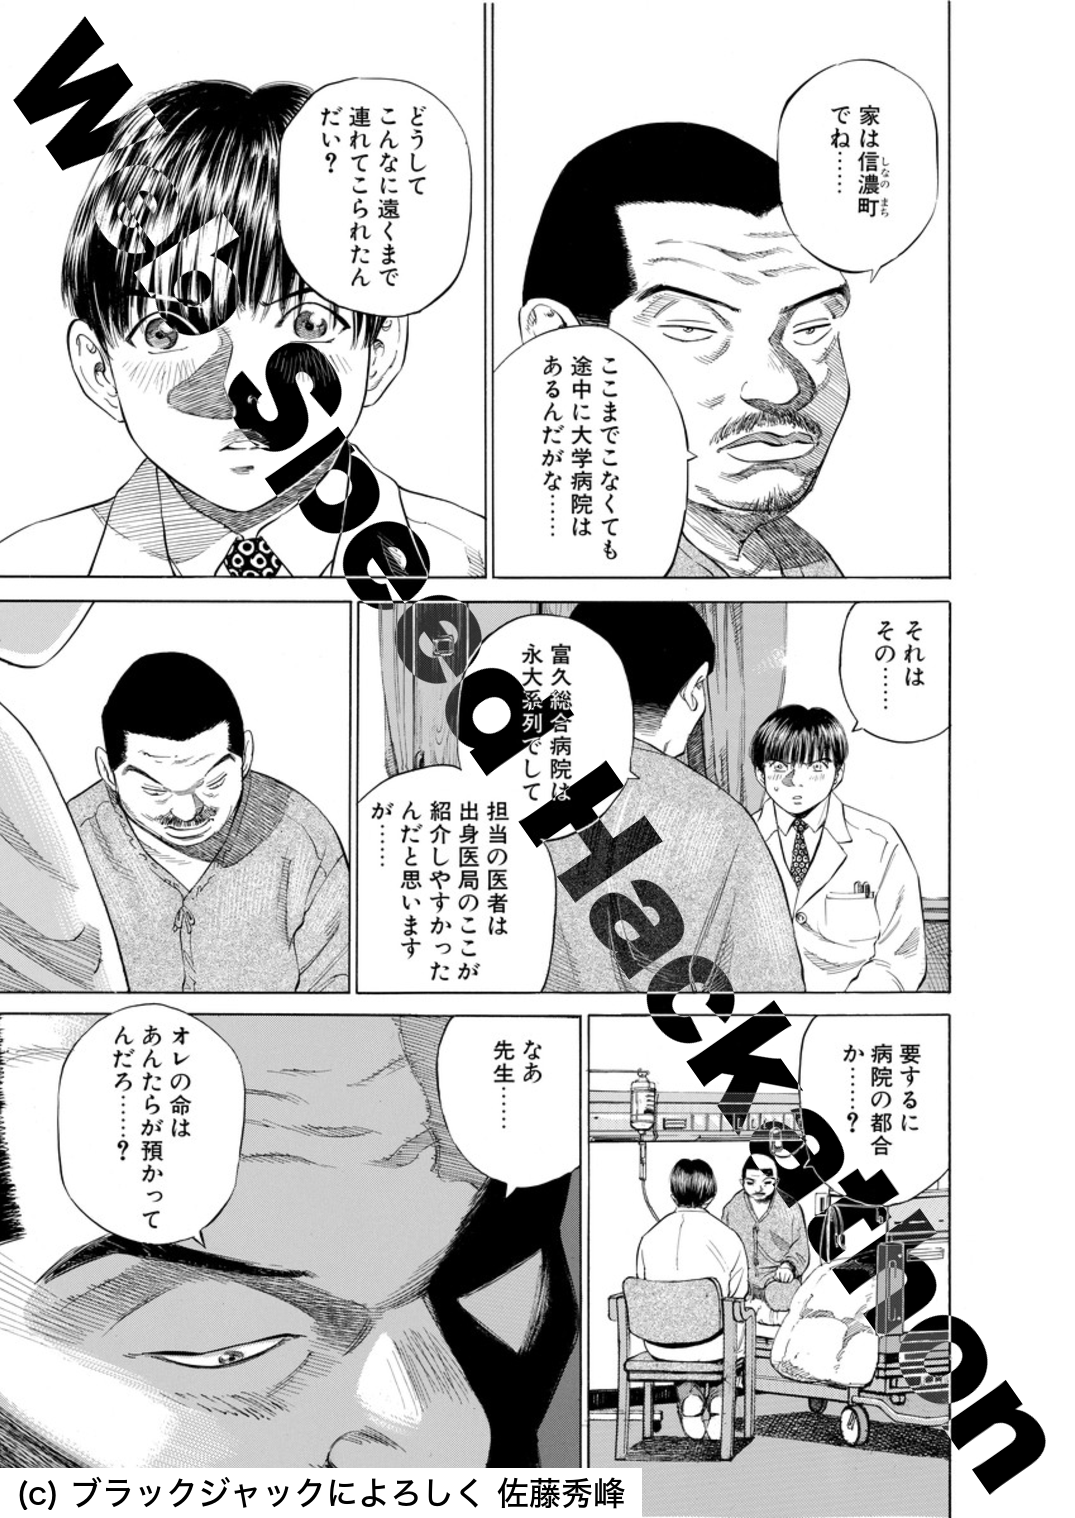 家は信濃町
しなの まち
でね……
ここまでこなくても
途中に大学病院は
あるんだがな……
どうして
こんなに遠くまで
連れてこられたん
だい？
それは
その……
富久総合病院は
永大系列でして
担当の医者は
出身医局のここが
紹介しやすかった
んだと思います
が……
要するに
病院の都合
か……？
なあ
先生……
オレの命は
あんたらが預かって
んだろ……？
Web Speed Hackathon
(c) ブラックジャックによろしく 佐藤秀峰